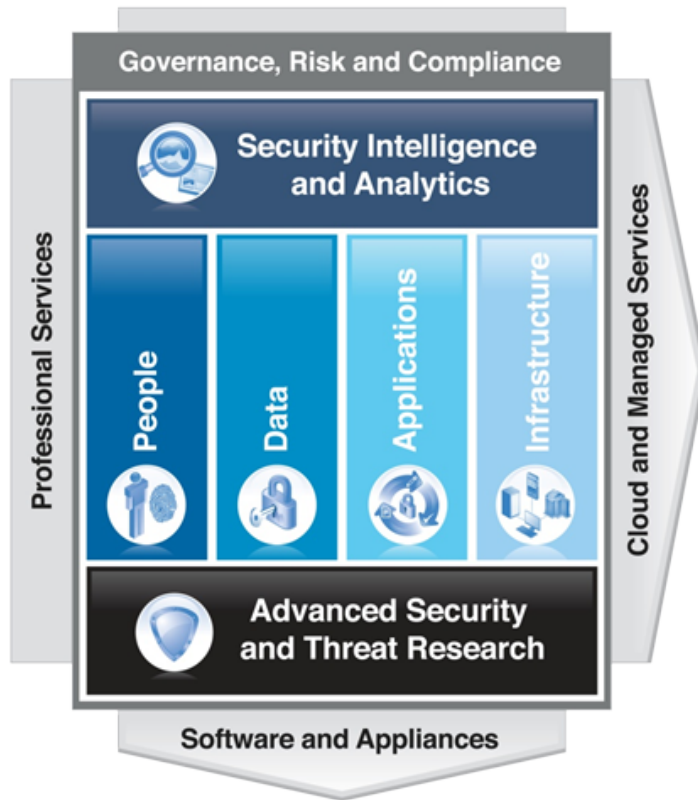 Governance, Risk and Compliance
Security Intelligence
and Analytics
Professional Services
People
Data
Applications
Infrastructure
Cloud and Managed Services
Advanced Security
and Threat Research
Software and Appliances